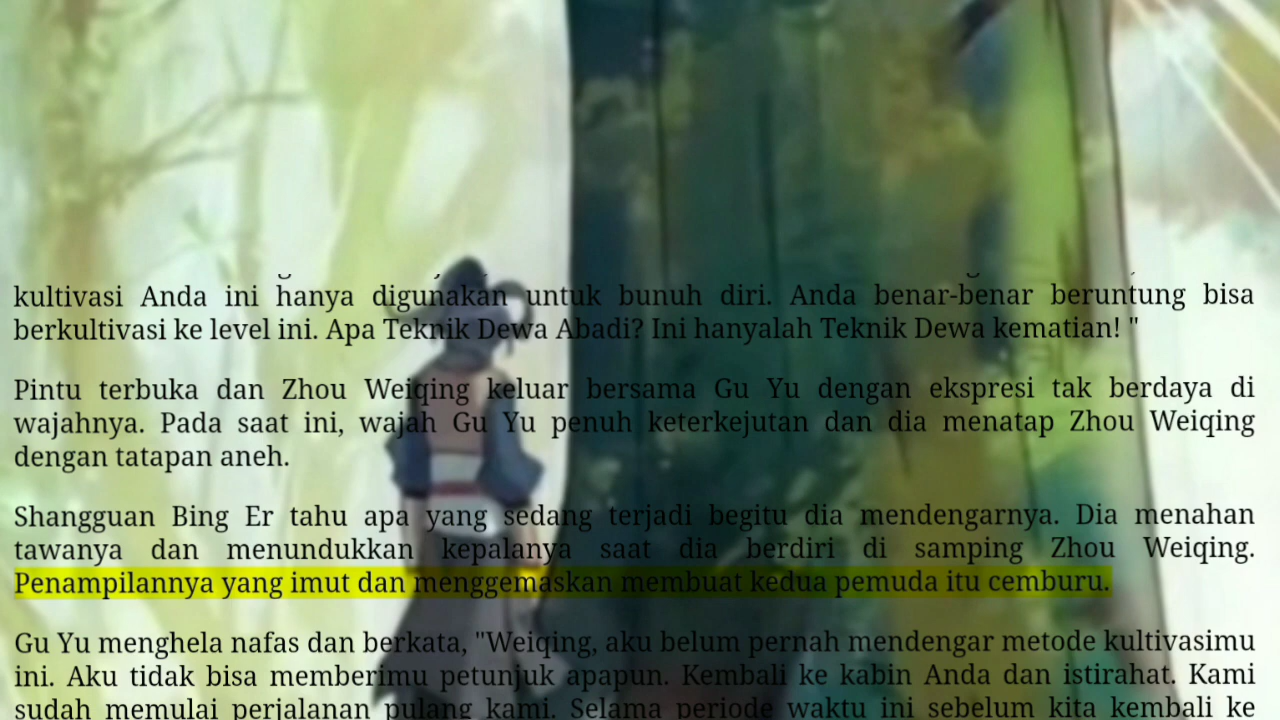 kultivasi Anda ini hanya digunakan untuk bunuh diri. Anda benar-benar beruntung bisa
berkultivasi ke level ini. Apa Teknik Dewa Abadi? Ini hanyalah Teknik Dewa kematian! "
Pintu terbuka dan Zhou Weiqing keluar bersama Gu Yu dengan ekspresi tak berdaya di
wajahnya. Pada saat ini, wajah Gu Yu penuh keterkejutan dan dia menatap Zhou Weiqing
dengan tatapan aneh.
Shangguan Bing Er tahu apa yang sedang terjadi begitu dia mendengarnya. Dia menahan
tawanya dan menundukkan kepalanya saat dia berdiri di samping Zhou Weiqing.
Penampilannya yang imut dan menggemaskan membuat kedua pemuda itu cemburu.
Gu Yu menghela nafas dan berkata, "Weiqing, aku belum pernah mendengar metode kultivasimu
ini. Aku tidak bisa memberimu petunjuk apapun. Kembali ke kabin Anda dan istirahat. Kami
sudah memulai perjalanan pulang kami. Selama periode waktu ini sebelum kita kembali ke